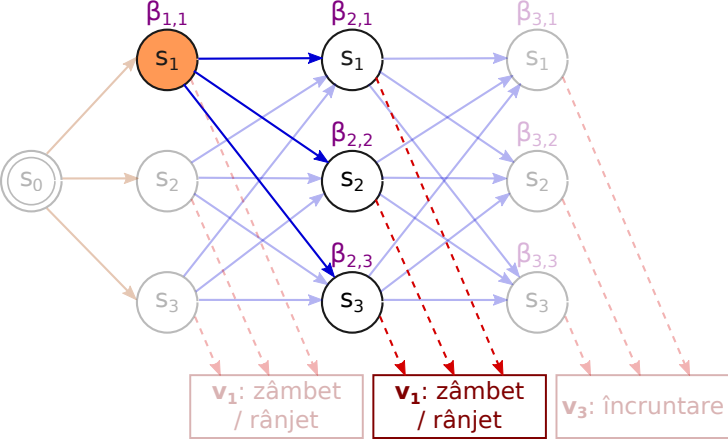 β1,1 β2,1 β3,1
s1 s1 s1
β2,2 β3,2
s0 s2 s2 s2
β2,3 β3,3
s3 s3 s3
v1: zâmbet
/ rânjet
v1: zâmbet
/ rânjet
v3: încruntare